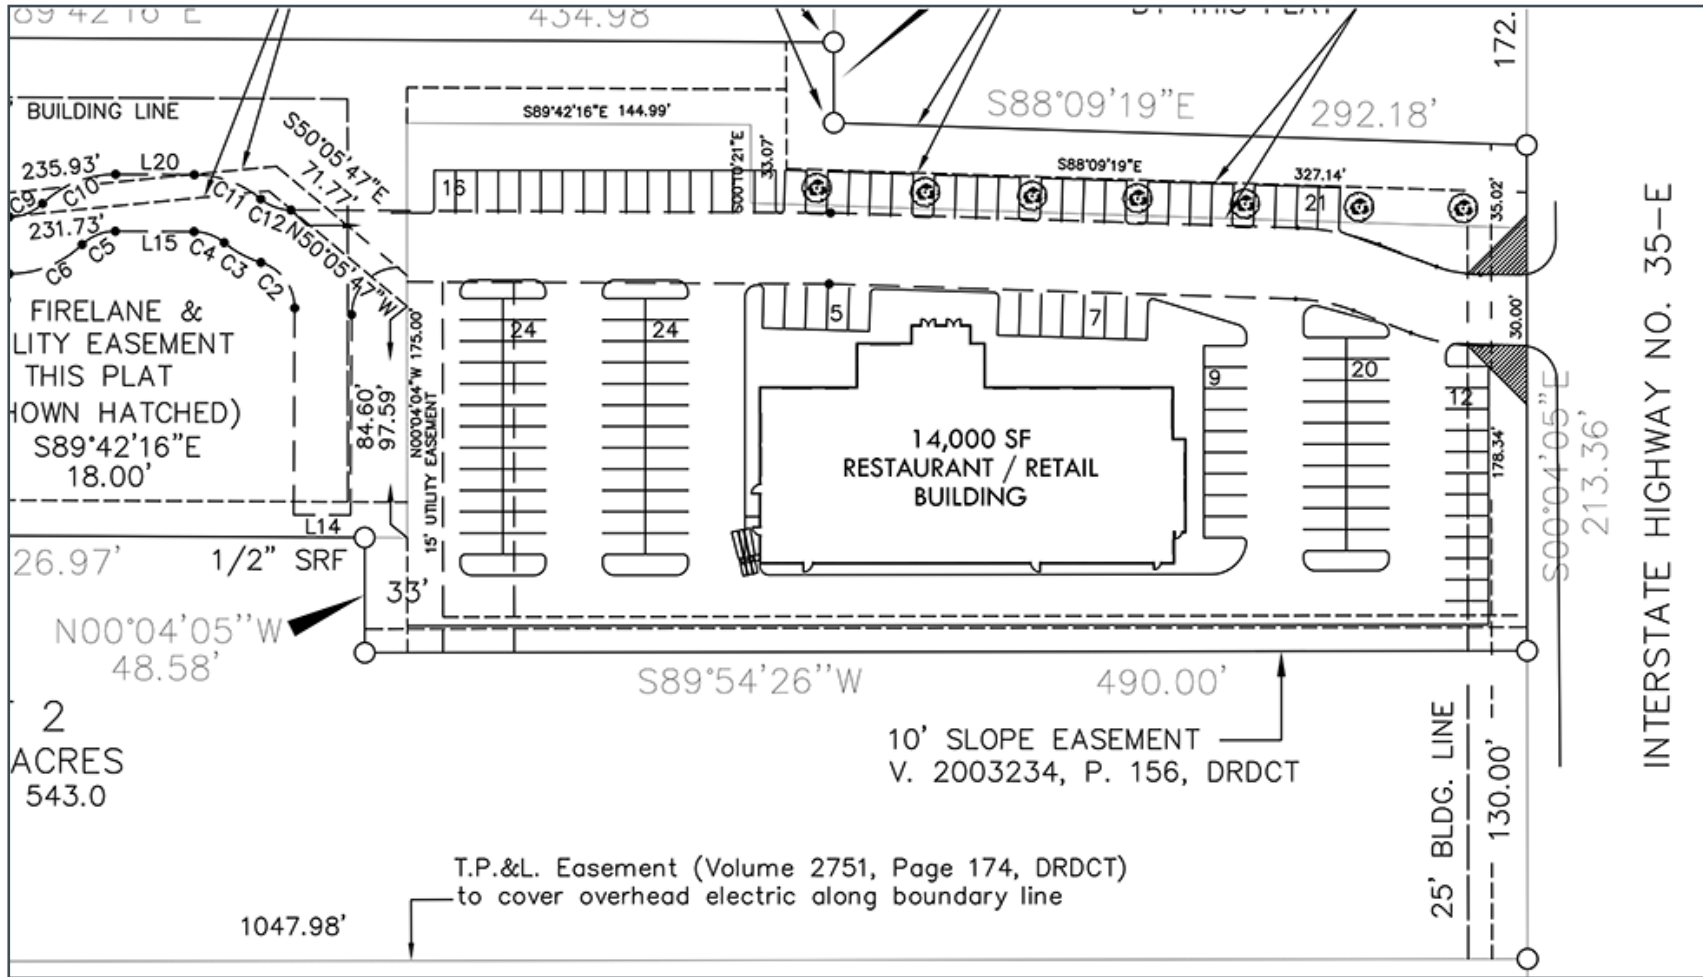 434.98
172.
BUILDING LINE
S89°42'16"E 144.99'
S88°09'19"E 292.18'
S50°05'47"E
71.77'
235.93'
L20
C9
C10
C11
C12
S00°10'21"E
33.07'
S88°09'19"E
327.14'
16
21
35.02'
231.73'
L15
C6
C5
C4
C3
C2
N50°05'47"W
FIRELANE &
LITY EASEMENT
THIS PLAT
HOWN HATCHED)
S89°42'16"E
18.00'
84.60'
97.59'
N00°04'04"W 175.00'
15' UTILITY EASEMENT
24
24
5
7
9
20
12
30.00'
178.34'
S00°04'05"E
213.36'
INTERSTATE HIGHWAY NO. 35-E
14,000 SF
RESTAURANT / RETAIL
BUILDING
L14
26.97'
1/2" SRF
33'
N00°04'05"W
48.58'
S89°54'26"W 490.00'
2
ACRES
543.0
10' SLOPE EASEMENT
V. 2003234, P. 156, DRDCT
25' BLDG. LINE
130.00'
T.P.&L. Easement (Volume 2751, Page 174, DRDCT)
to cover overhead electric along boundary line
1047.98'